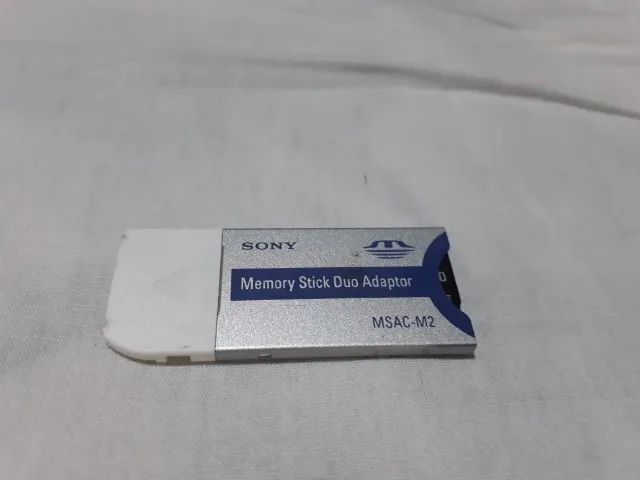 SONY
Memory Stick Duo Adaptor
MSAC-M2